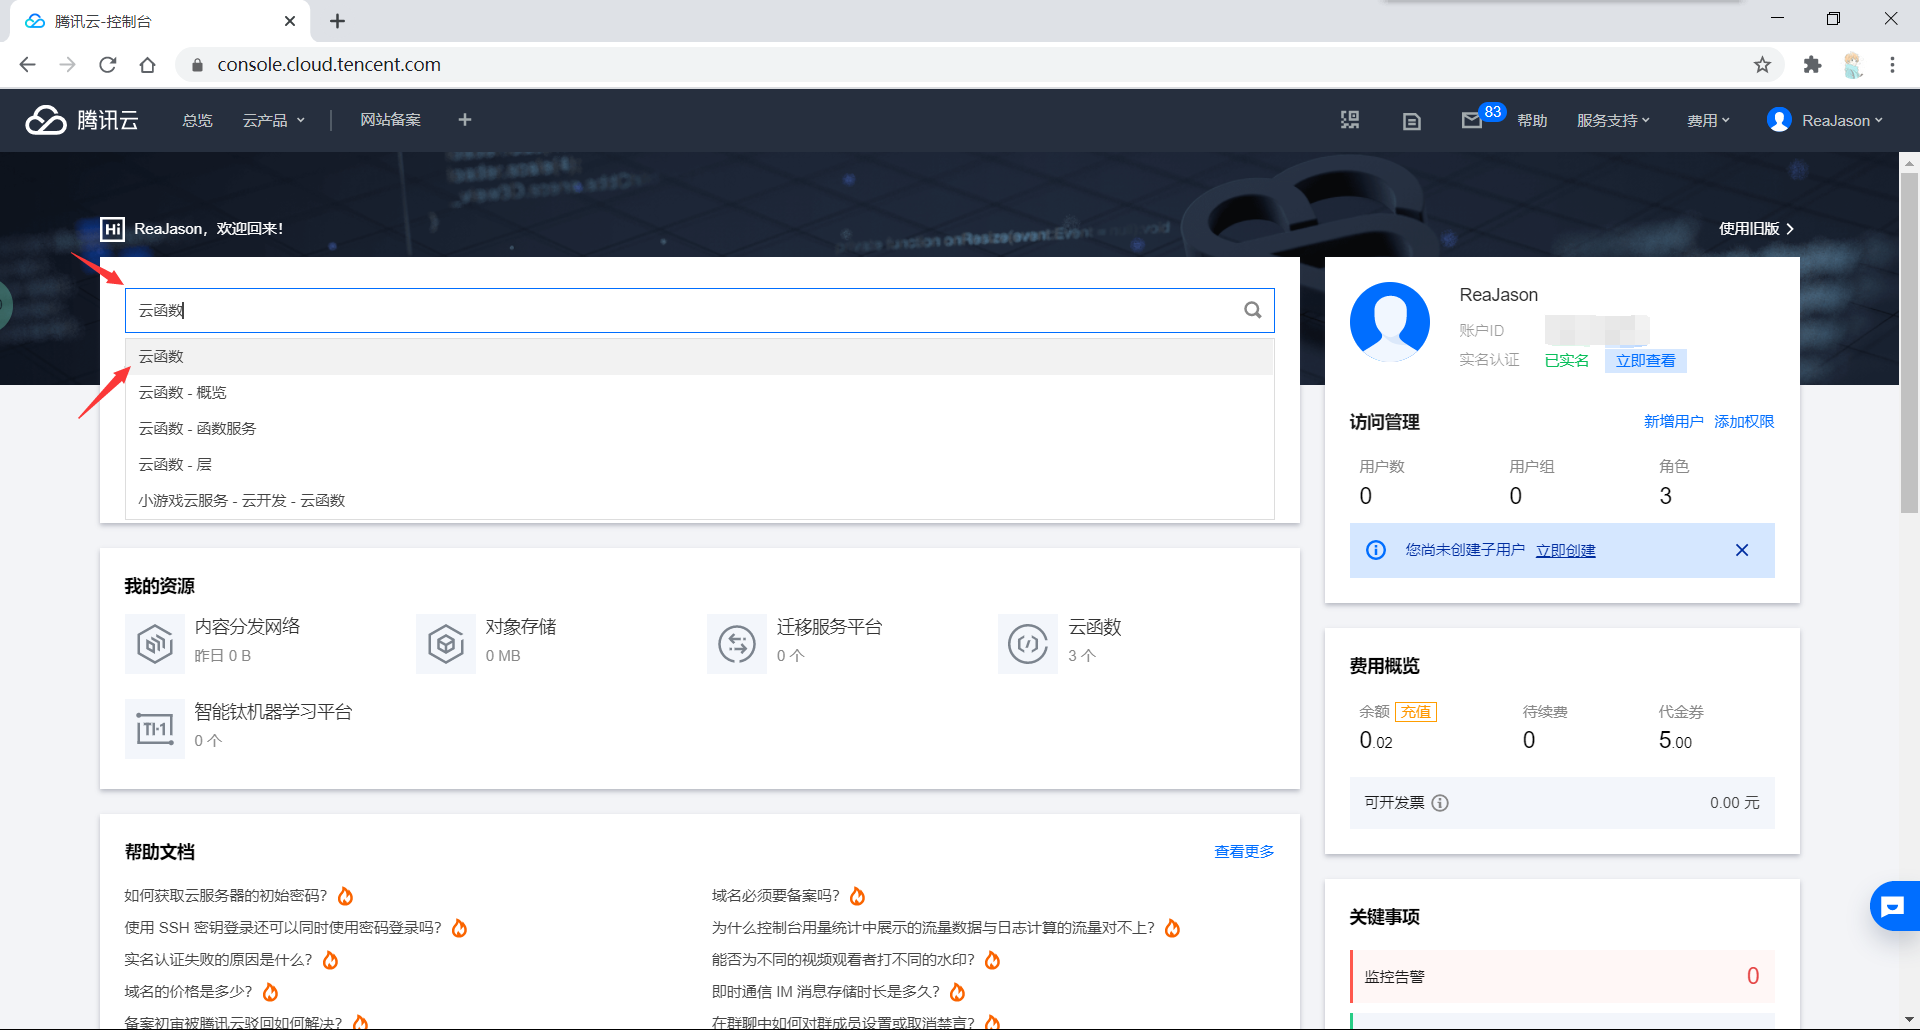 腾讯云-控制台
console.cloud.tencent.com
腾讯云 总览 云产品 网站备案 83 帮助 服务支持 费用 ReaJason
private function onResize(event:Event
void
Hi ReaJason，欢迎回来！ 使用旧版
云函数
云函数
云函数 - 概览
云函数 - 函数服务
云函数 - 层
小游戏云服务 - 云开发 - 云函数
ReaJason
账户ID
实名认证 已实名 立即查看
访问管理 新增用户 添加权限
用户数 用户组 角色
0 0 3
您尚未创建子用户 立即创建
我的资源
内容分发网络
昨日 0 B
对象存储
0 MB
迁移服务平台
0 个
云函数
3 个
TI-1
智能钛机器学习平台
0 个
费用概览
余额 充值 待续费 代金券
0.02 0 5.00
可开发票 0.00 元
帮助文档 查看更多
如何获取云服务器的初始密码？
使用 SSH 密钥登录还可以同时使用密码登录吗？
实名认证失败的原因是什么？
域名的价格是多少？
备案初审被腾讯云驳回如何解决？
域名必须要备案吗？
为什么控制台用量统计中展示的流量数据与日志计算的流量对不上？
能否为不同的视频观看者打不同的水印？
即时通信 IM 消息存储时长是多久？
在群聊中如何对群成员设置或取消禁言？
关键事项
监控告警 0